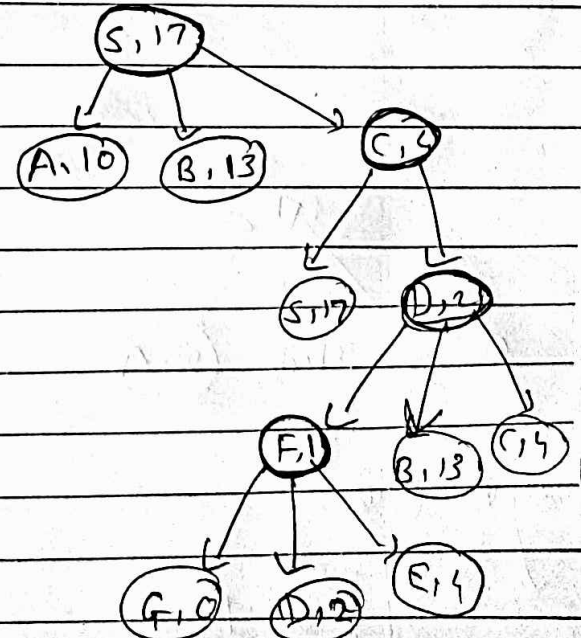 S, 17
A, 10 B, 13 C, 4
S, 17 D, 2
F, 1 B, 13 C, 4
G, 0 D, 2 E, 4